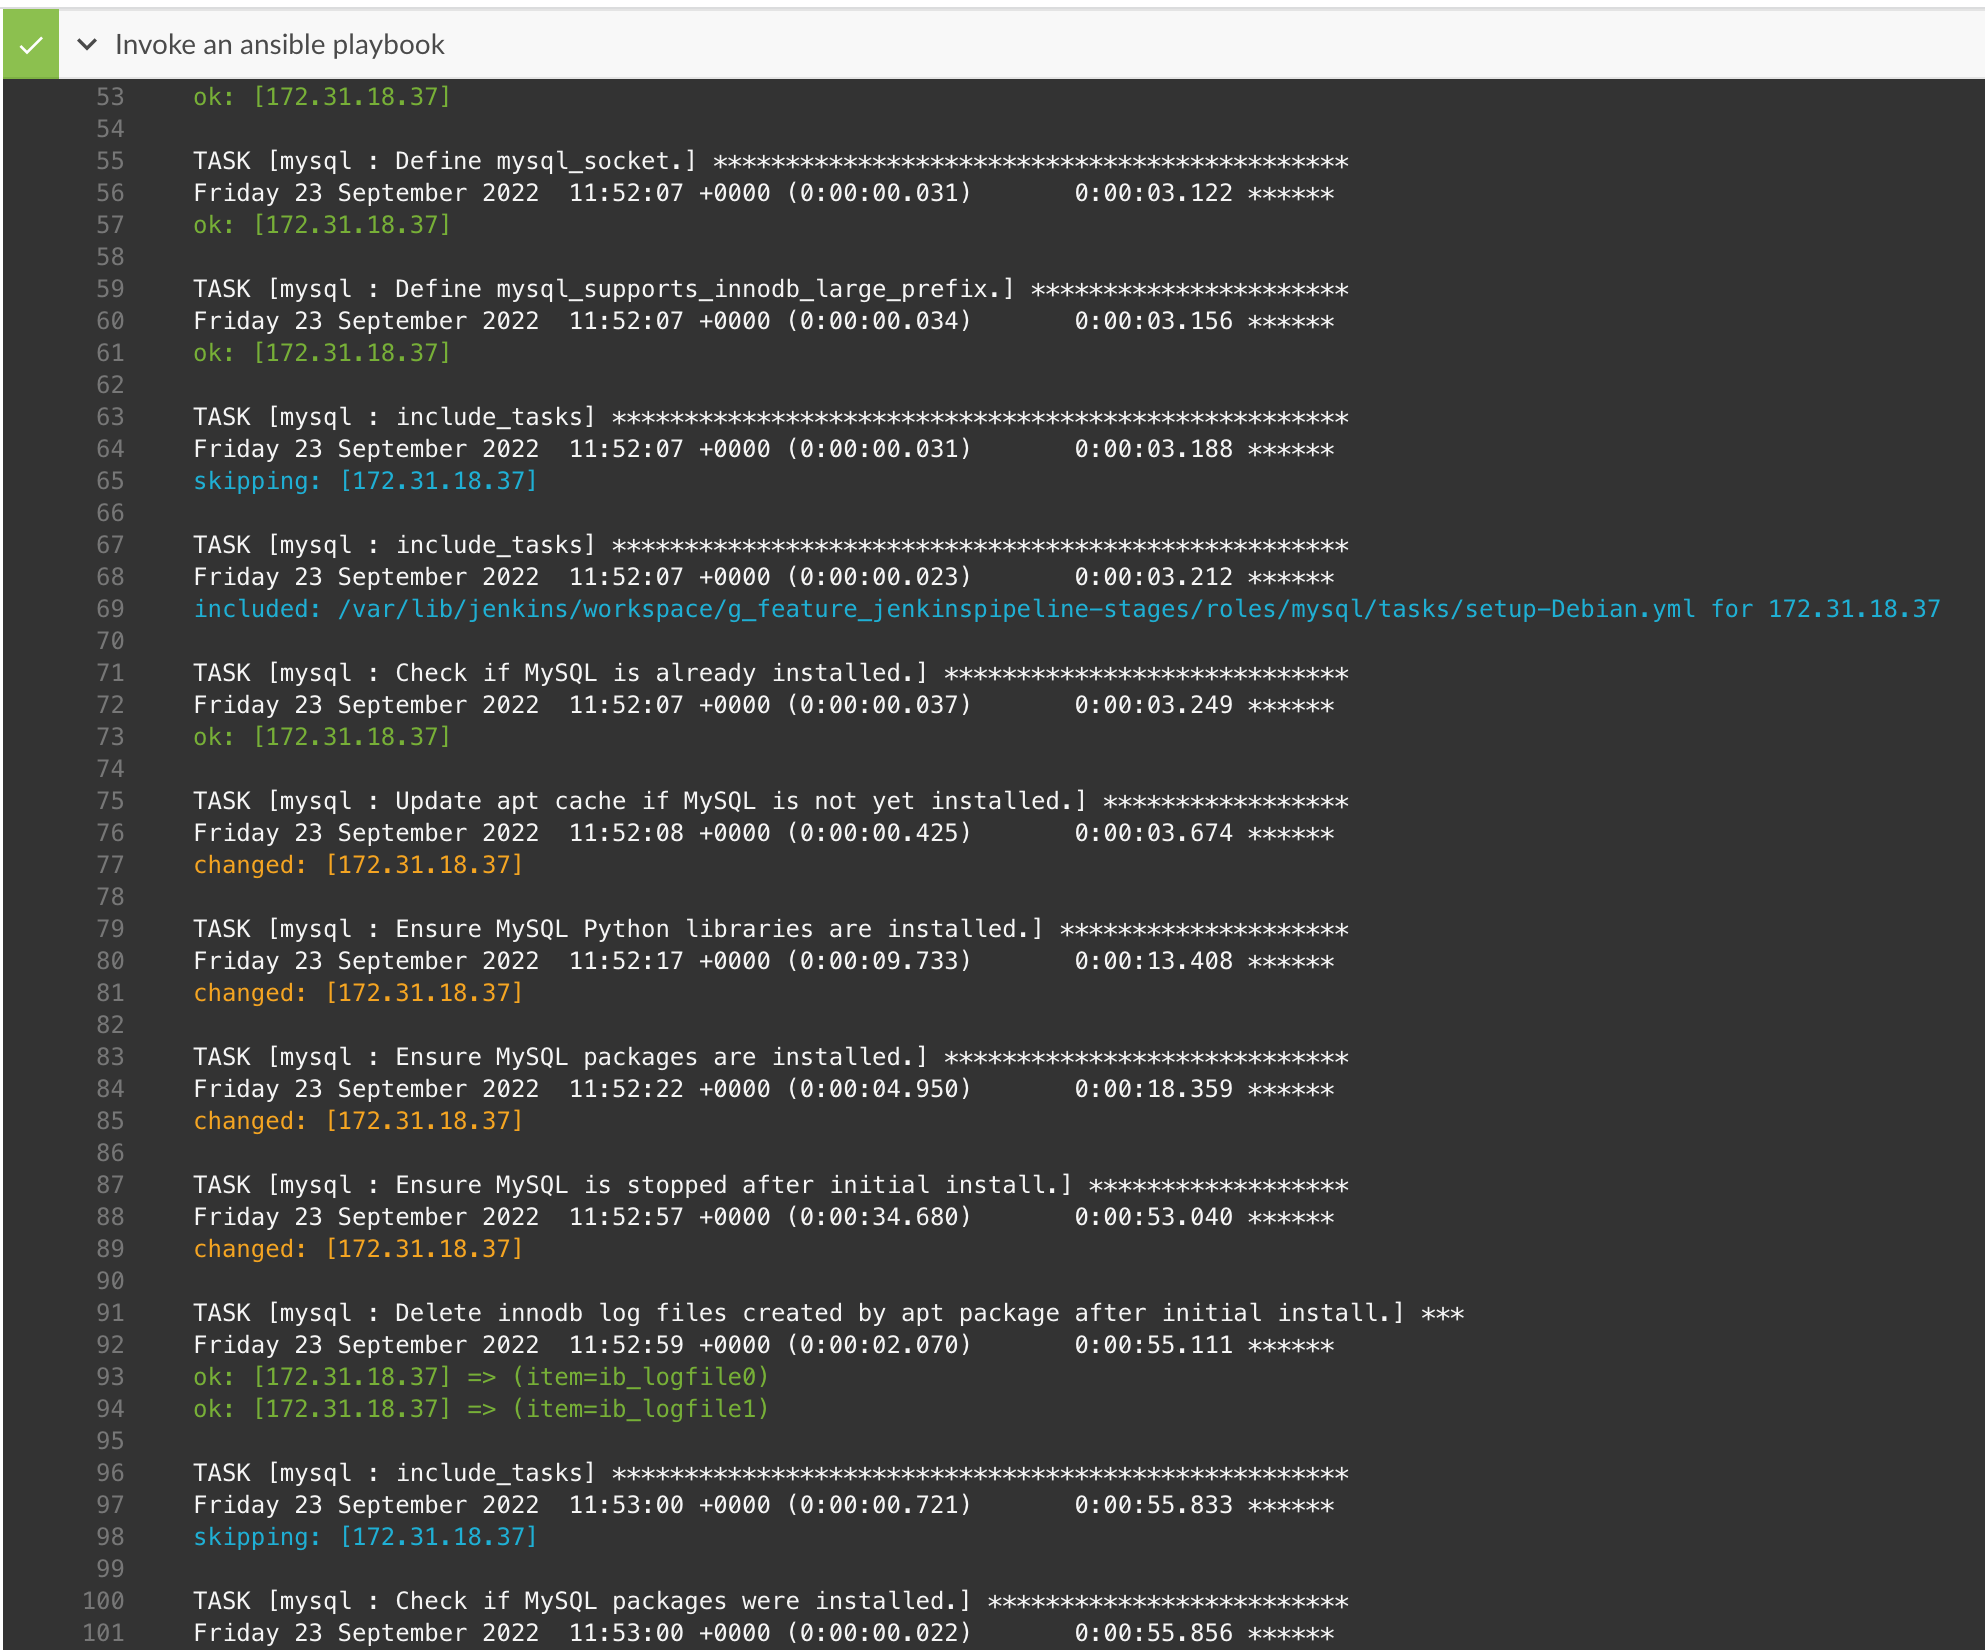 Invoke an ansible playbook
53 ok: [172.31.18.37]
54
55 TASK [mysql : Define mysql_socket.] ********************************************
56 Friday 23 September 2022  11:52:07 +0000 (0:00:00.031)       0:00:03.122 ******
57 ok: [172.31.18.37]
58
59 TASK [mysql : Define mysql_supports_innodb_large_prefix.] **********************
60 Friday 23 September 2022  11:52:07 +0000 (0:00:00.034)       0:00:03.156 ******
61 ok: [172.31.18.37]
62
63 TASK [mysql : include_tasks] ***************************************************
64 Friday 23 September 2022  11:52:07 +0000 (0:00:00.031)       0:00:03.188 ******
65 skipping: [172.31.18.37]
66
67 TASK [mysql : include_tasks] ***************************************************
68 Friday 23 September 2022  11:52:07 +0000 (0:00:00.023)       0:00:03.212 ******
69 included: /var/lib/jenkins/workspace/g_feature_jenkinspipeline-stages/roles/mysql/tasks/setup-Debian.yml for 172.31.18.37
70
71 TASK [mysql : Check if MySQL is already installed.] ****************************
72 Friday 23 September 2022  11:52:07 +0000 (0:00:00.037)       0:00:03.249 ******
73 ok: [172.31.18.37]
74
75 TASK [mysql : Update apt cache if MySQL is not yet installed.] *****************
76 Friday 23 September 2022  11:52:08 +0000 (0:00:00.425)       0:00:03.674 ******
77 changed: [172.31.18.37]
78
79 TASK [mysql : Ensure MySQL Python libraries are installed.] ********************
80 Friday 23 September 2022  11:52:17 +0000 (0:00:09.733)       0:00:13.408 ******
81 changed: [172.31.18.37]
82
83 TASK [mysql : Ensure MySQL packages are installed.] ****************************
84 Friday 23 September 2022  11:52:22 +0000 (0:00:04.950)       0:00:18.359 ******
85 changed: [172.31.18.37]
86
87 TASK [mysql : Ensure MySQL is stopped after initial install.] ******************
88 Friday 23 September 2022  11:52:57 +0000 (0:00:34.680)       0:00:53.040 ******
89 changed: [172.31.18.37]
90
91 TASK [mysql : Delete innodb log files created by apt package after initial install.] ***
92 Friday 23 September 2022  11:52:59 +0000 (0:00:02.070)       0:00:55.111 ******
93 ok: [172.31.18.37] => (item=ib_logfile0)
94 ok: [172.31.18.37] => (item=ib_logfile1)
95
96 TASK [mysql : include_tasks] ***************************************************
97 Friday 23 September 2022  11:53:00 +0000 (0:00:00.721)       0:00:55.833 ******
98 skipping: [172.31.18.37]
99
100 TASK [mysql : Check if MySQL packages were installed.] *************************
101 Friday 23 September 2022  11:53:00 +0000 (0:00:00.022)       0:00:55.856 ******